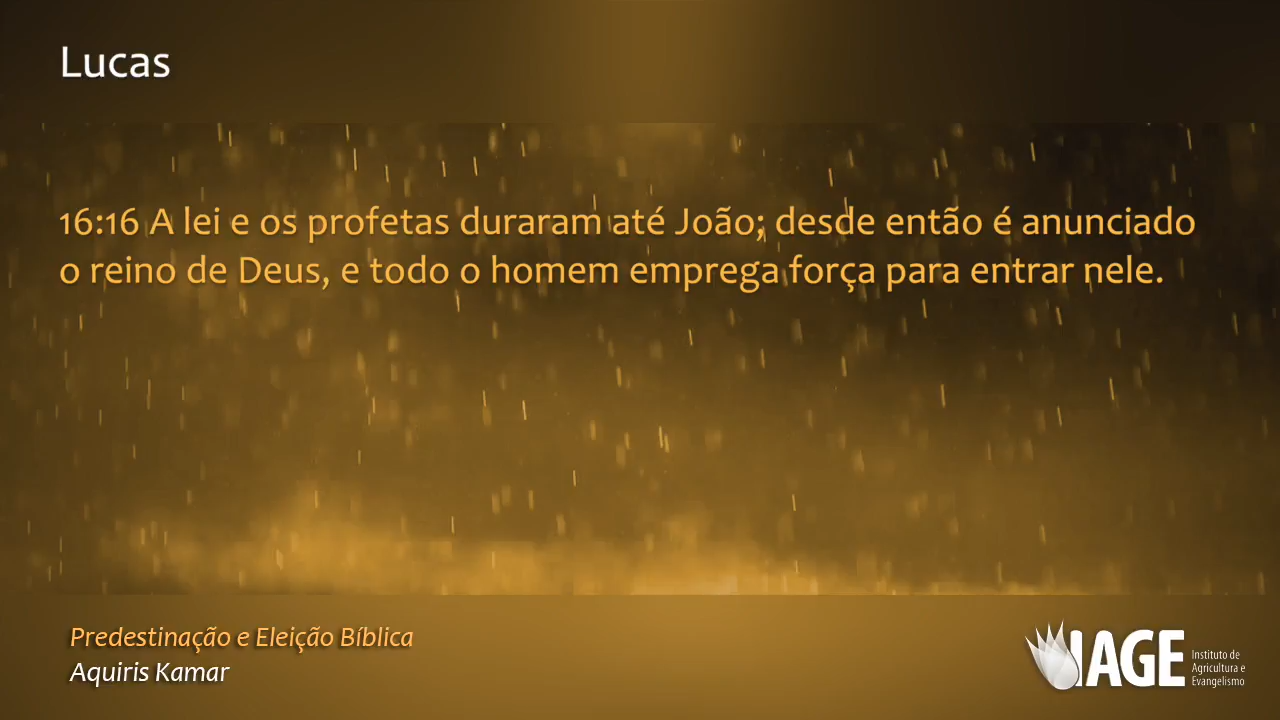 Lucas
16:16 A lei e os profetas duraram até João; desde então é anunciado
o reino de Deus, e todo o homem emprega força para entrar nele.
Predestinação e Eleição Bíblica
Aquiris Kamar
IAGE
Instituto de
Agricultura e
Evangelismo